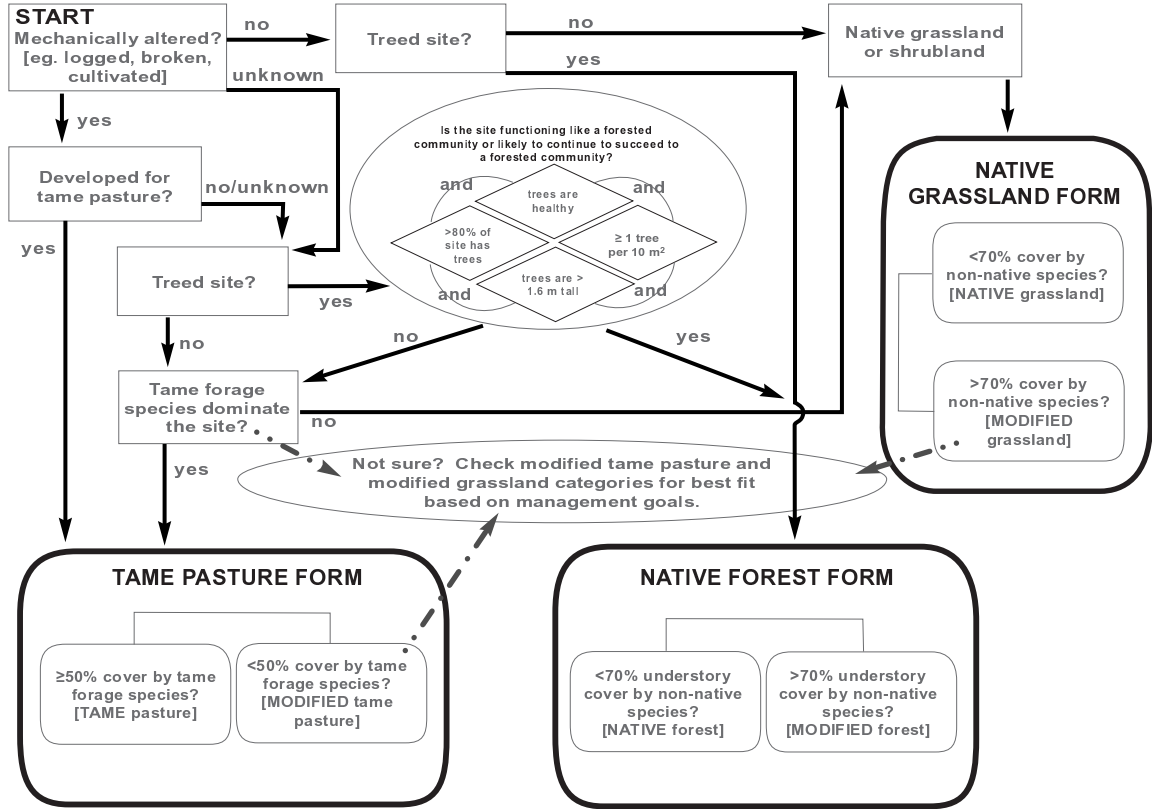 START
Mechanically altered?
[eg. logged, broken,
cultivated]
no
unknown
yes
Treed site?
no
yes
Native grassland
or shrubland
Developed for
tame pasture?
no/unknown
yes
Treed site?
yes
no
Is the site functioning like a forested
community or likely to continue to succeed to
a forested community?
and
and
trees are
healthy
>80% of
site has
trees
≥ 1 tree
per 10 m²
trees are >
1.6 m tall
and
and
no
yes
Tame forage
species dominate
the site?
no
yes
Not sure? Check modified tame pasture and
modified grassland categories for best fit
based on management goals.
NATIVE
GRASSLAND FORM
<70% cover by
non-native species?
[NATIVE grassland]
>70% cover by
non-native species?
[MODIFIED
grassland]
TAME PASTURE FORM
≥50% cover by tame
forage species?
[TAME pasture]
<50% cover by tame
forage species?
[MODIFIED tame
pasture]
NATIVE FOREST FORM
<70% understory
cover by non-native
species?
[NATIVE forest]
>70% understory
cover by non-native
species?
[MODIFIED forest]